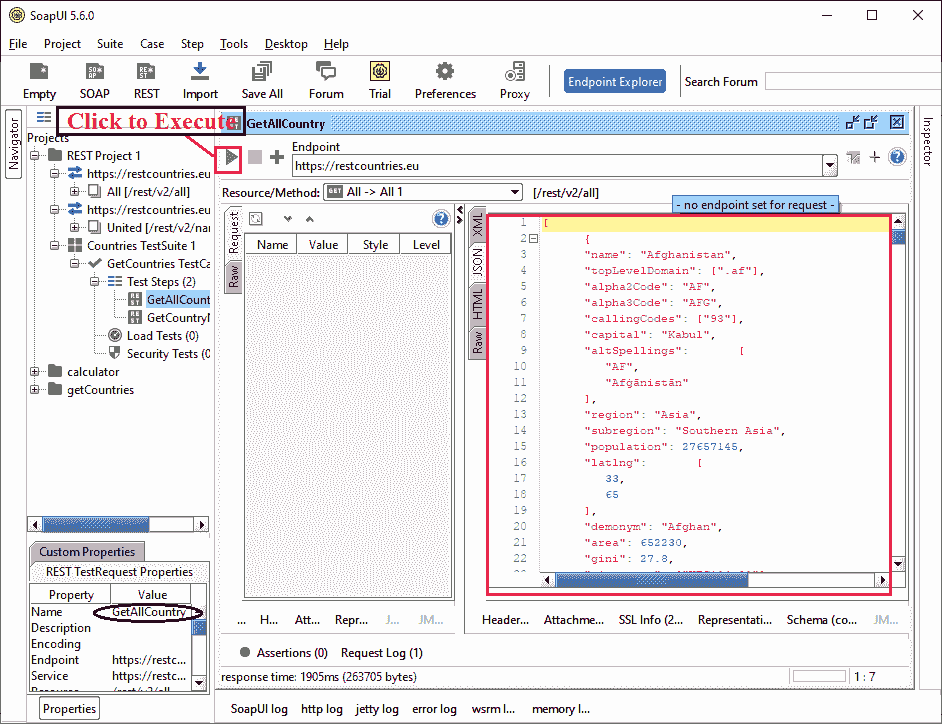 SoapUI 5.6.0
File Project Suite Case Step Tools Desktop Help
Empty SOAP REST Import Save All Forum Trial Preferences Proxy Endpoint Explorer Search Forum
Navigator
Click to Execute
Projects
REST Project 1
https://restcountries.eu
All [/rest/v2/all]
https://restcountries.eu
United [/rest/v2/nar
Countries TestSuite 1
GetCountries TestCa
Test Steps (2)
GetAllCount
GetCountryN
Load Tests (0)
Security Tests (0
calculator
getCountries
Custom Properties
REST TestRequest Properties
Property Value
Name GetAllCountry
Description
Encoding
Endpoint https://restc...
Service https://restc...
Properties
GetAllCountry
Endpoint
https://restcountries.eu
Resource/Method: GET All -> All 1 [/rest/v2/all]
- no endpoint set for request -
Request
Raw
Name Value Style Level
XML
JSON
HTML
Raw
1 [
2 {
3 "name": "Afghanistan",
4 "topLevelDomain": [".af"],
5 "alpha2Code": "AF",
6 "alpha3Code": "AFG",
7 "callingCodes": ["93"],
8 "capital": "Kabul",
9 "altSpellings": [
10 "AF",
11 "Afġānistān"
12 ],
13 "region": "Asia",
14 "subregion": "Southern Asia",
15 "population": 27657145,
16 "latlng": [
17 33,
18 65
19 ],
20 "demonym": "Afghan",
21 "area": 652230,
22 "gini": 27.8,
... H... Att... Repr... J... JM...
Header... Attachme... SSL Info (2... Representati... Schema (co... JM...
Assertions (0) Request Log (1)
response time: 1905ms (263705 bytes) 1 : 7
SoapUI log http log jetty log error log wsrm l... memory l...
Inspector